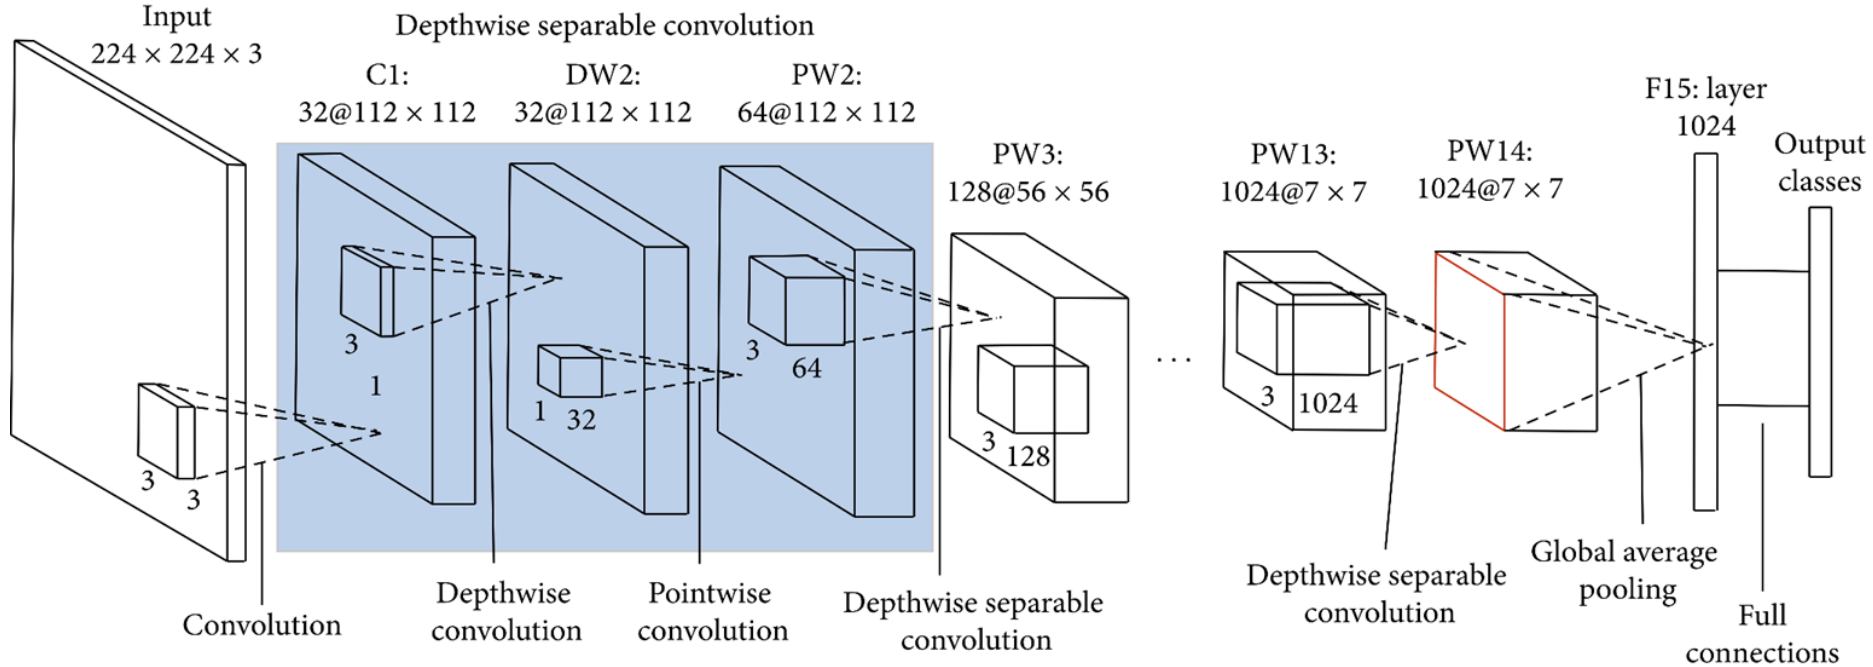 Input
224 × 224 × 3
Depthwise separable convolution
C1:
32@112 × 112
DW2:
32@112 × 112
PW2:
64@112 × 112
PW3:
128@56 × 56
PW13:
1024@7 × 7
PW14:
1024@7 × 7
F15: layer
1024
Output
classes
3
3
3
1
1
32
3
64
3
128
...
3
1024
Convolution
Depthwise
convolution
Pointwise
convolution
Depthwise separable
convolution
Depthwise separable
convolution
Global average
pooling
Full
connections